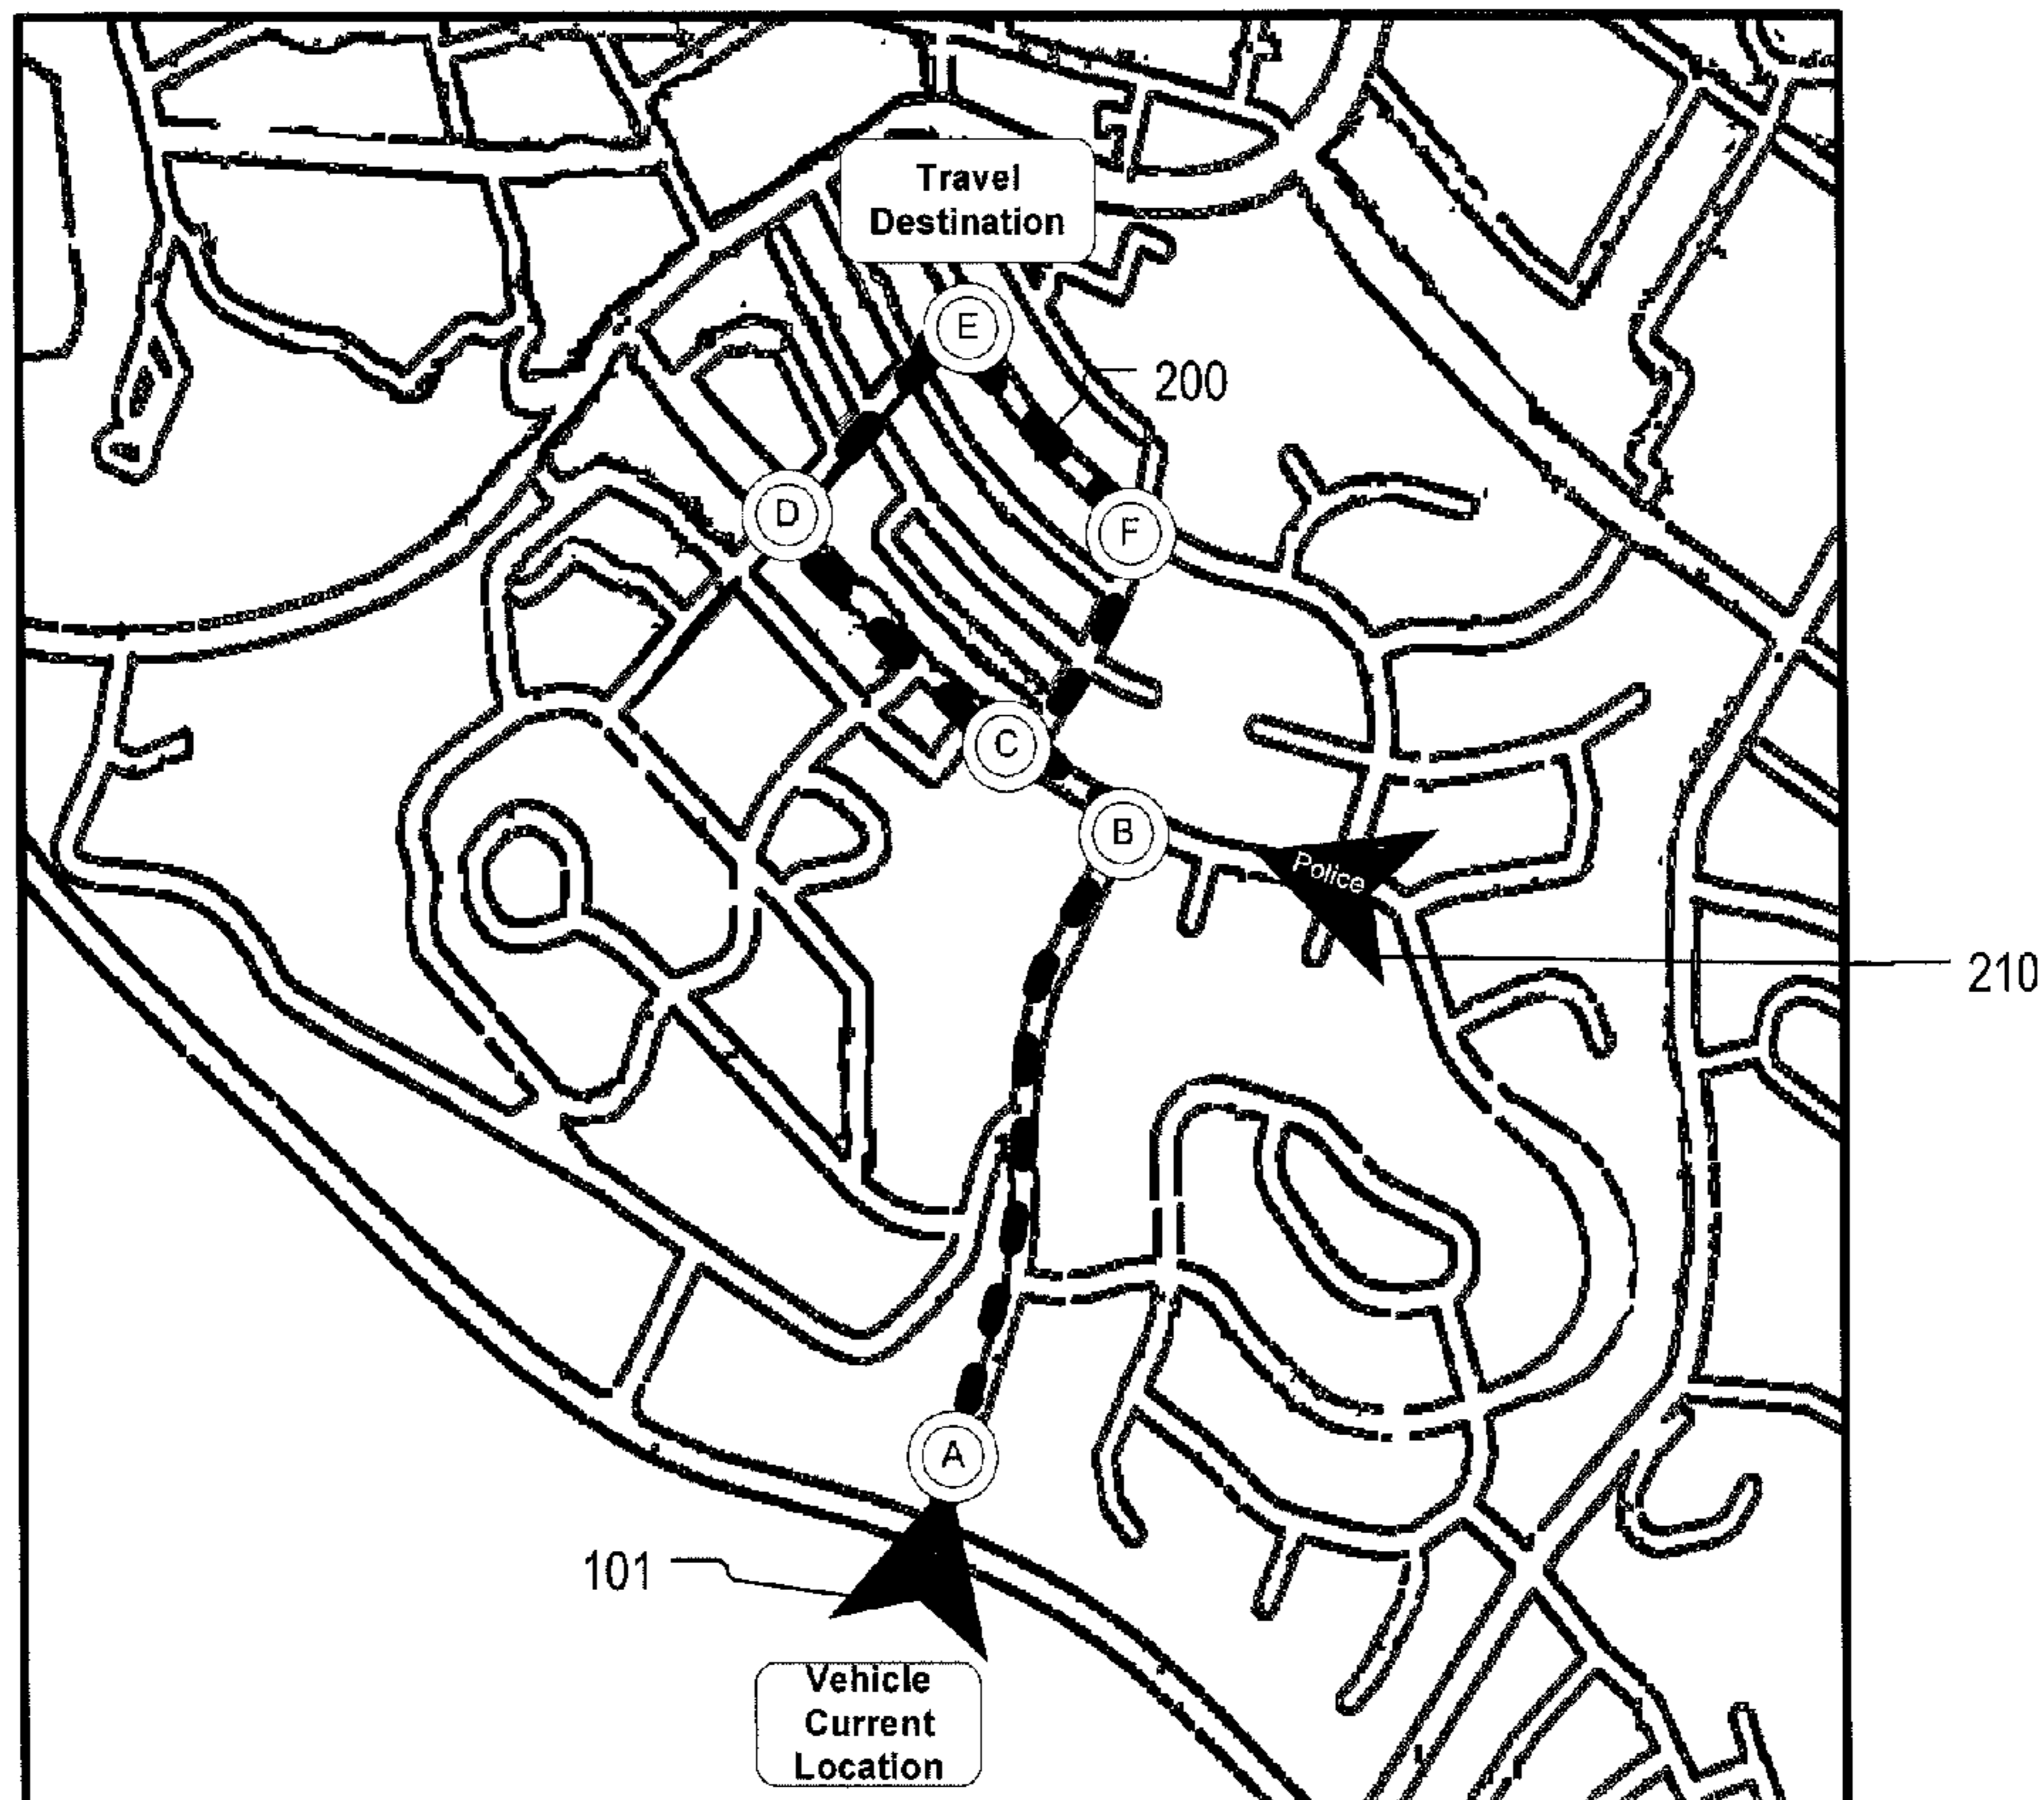 Travel
Destination
E
200
D
F
C
B
Police
210
A
101
Vehicle
Current
Location